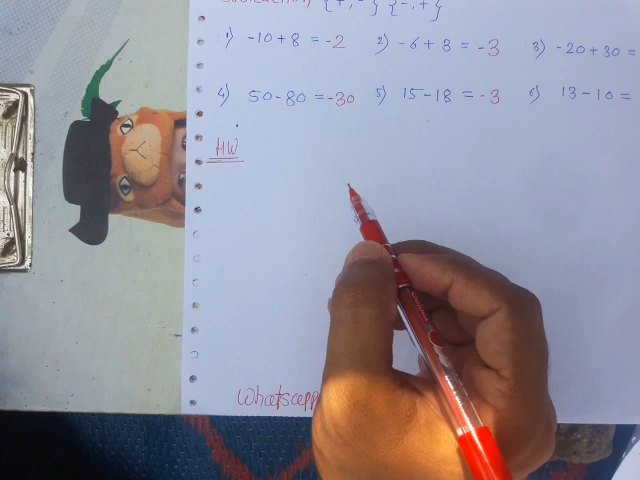 Subtraction {+,-} {-,+}
1) -10+8 =-2 2) -6+3 = -3 3) -20+30 =
4) 50-80 =-30 5) 15-18 = -3 6) 13-10 =
HW
Whatsapp